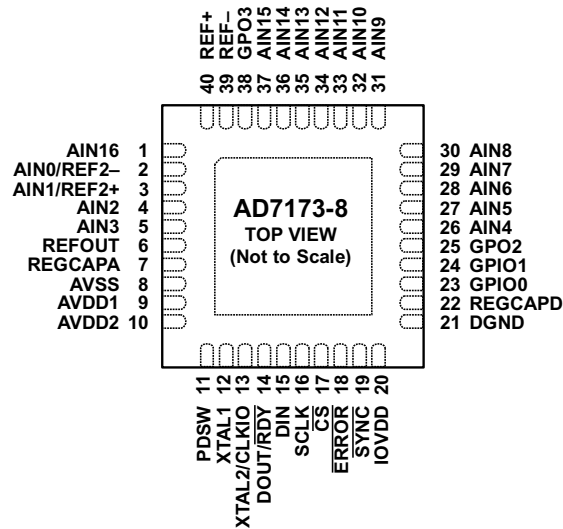 40 REF+
39 REF–
38 GPO3
37 AIN15
36 AIN14
35 AIN13
34 AIN12
33 AIN11
32 AIN10
31 AIN9
AIN16 1
AIN0/REF2– 2
AIN1/REF2+ 3
AIN2 4
AIN3 5
REFOUT 6
REGCAPA 7
AVSS 8
AVDD1 9
AVDD2 10
AD7173-8
TOP VIEW
(Not to Scale)
30 AIN8
29 AIN7
28 AIN6
27 AIN5
26 AIN4
25 GPO2
24 GPIO1
23 GPIO0
22 REGCAPD
21 DGND
PDSW 11
XTAL1 12
XTAL2/CLKIO 13
DOUT/R̅D̅Y̅ 14
DIN 15
SCLK 16
C̅S̅ 17
E̅R̅R̅O̅R̅ 18
S̅Y̅N̅C̅ 19
IOVDD 20